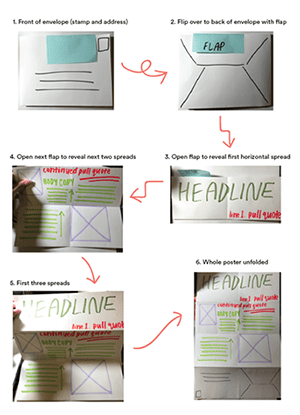 1. Front of envelope (stamp and address)
2. Flip over to back of envelope with flap
FLAP
4. Open next flap to reveal next two spreads
3. Open flap to reveal first horizontal spread
continued pull quote
BODY COPY
HEADLINE
line 1. pull quote
5. First three spreads
6. Whole poster unfolded
HEADLINE
line 1. pull quote
continued pull quote
BODY COPY
HEADLINE
line 1. pull quote
continued pull quote
BODY COPY